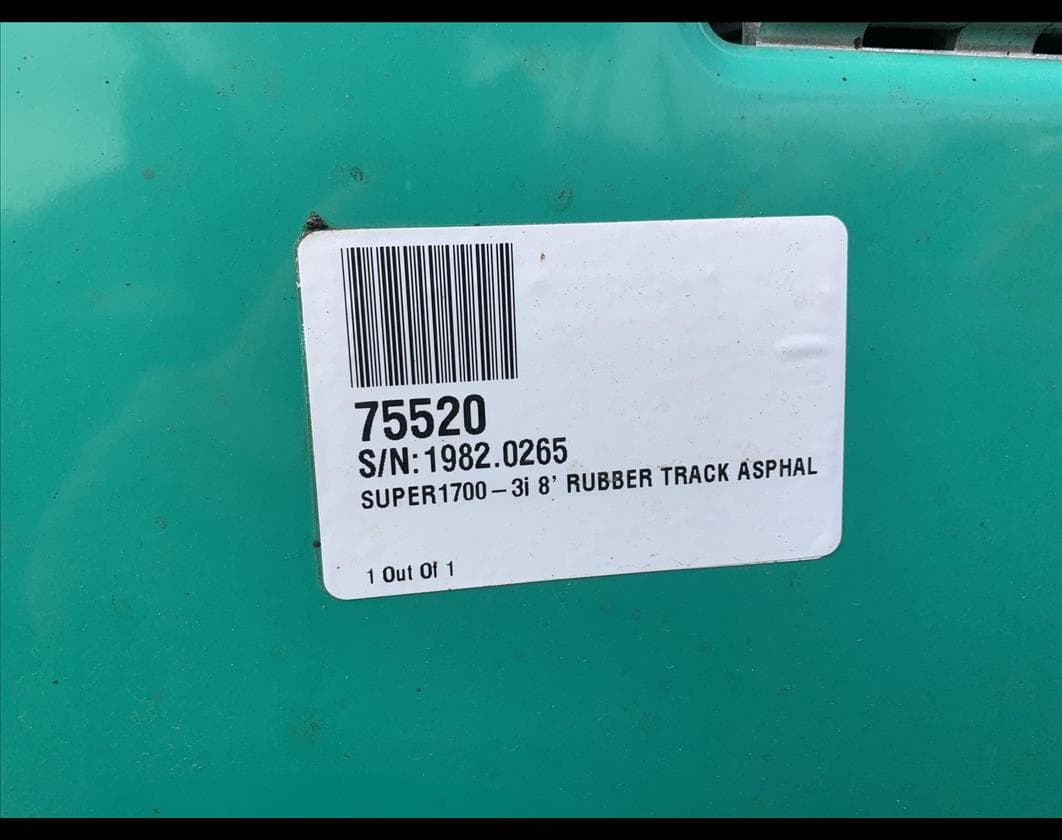 75520
S/N: 1982.0265
SUPER1700-3i 8' RUBBER TRACK ASPHAL
1 Out Of 1